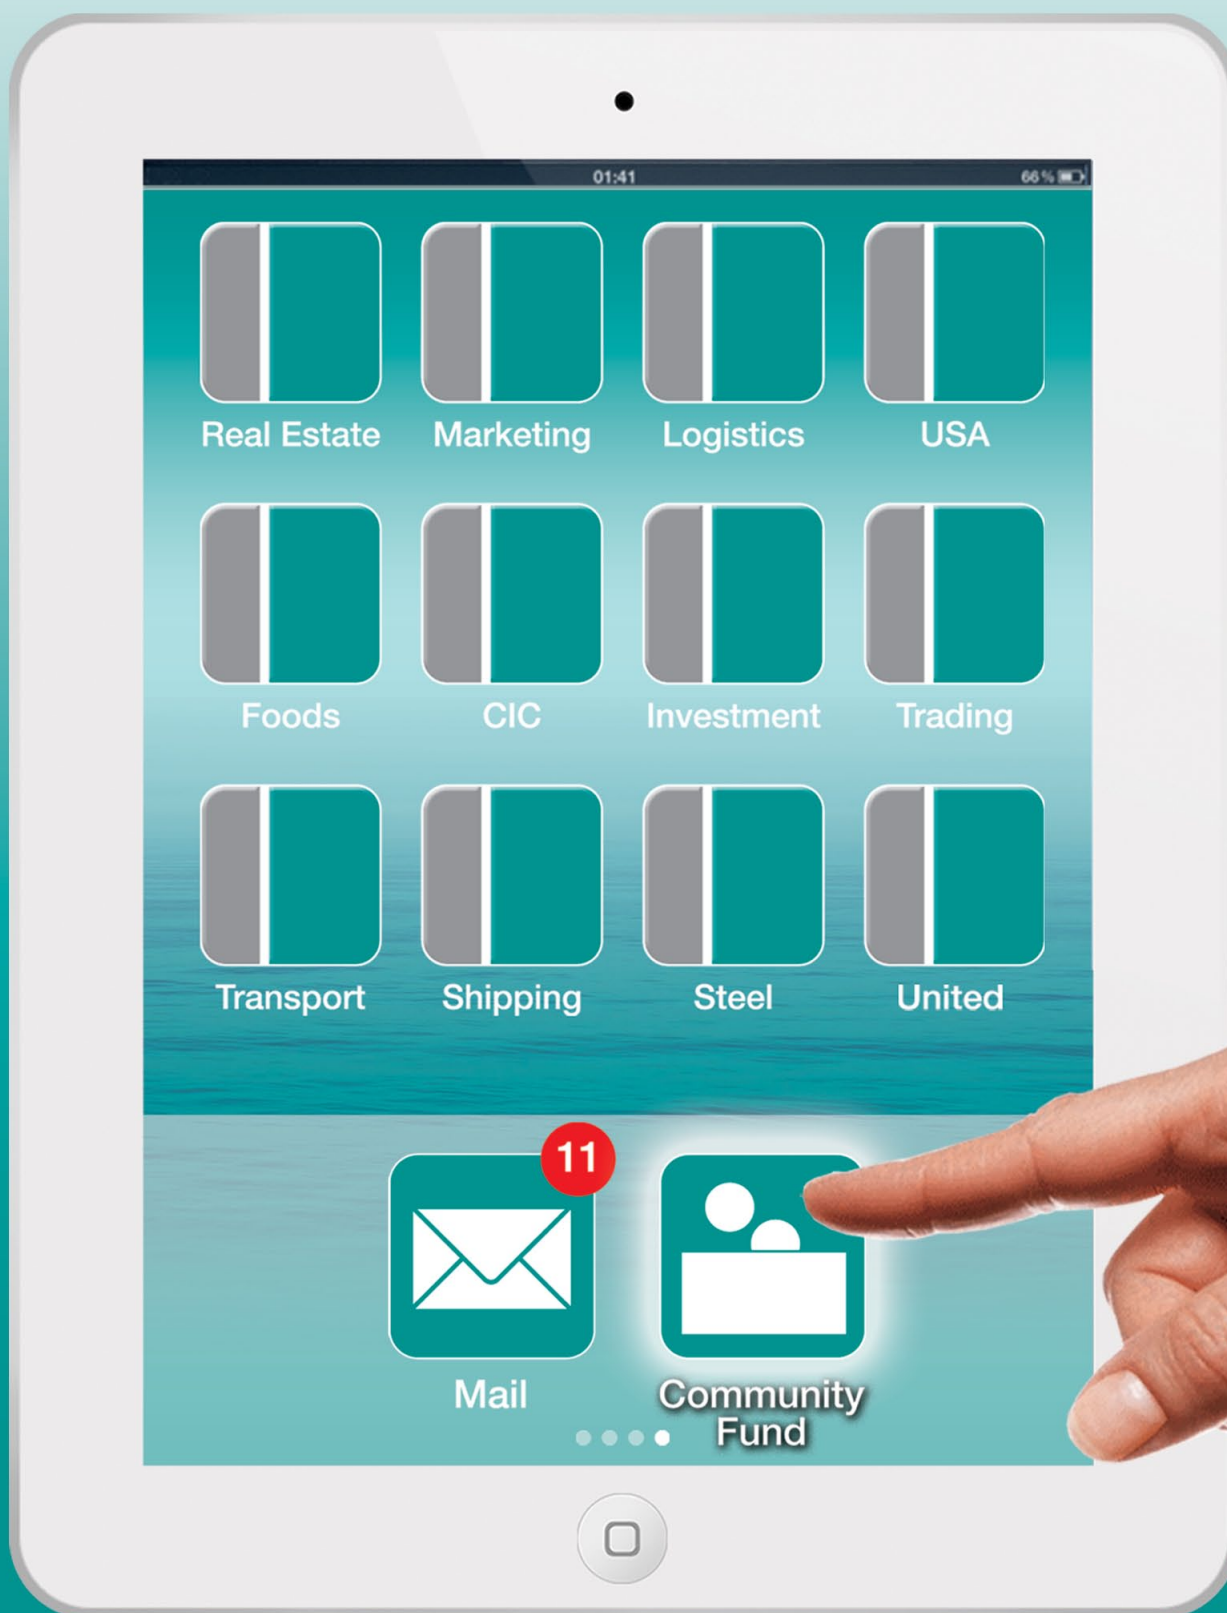 01:41 66 %
Real Estate Marketing Logistics USA
Foods CIC Investment Trading
Transport Shipping Steel United
11
Mail Community
Fund